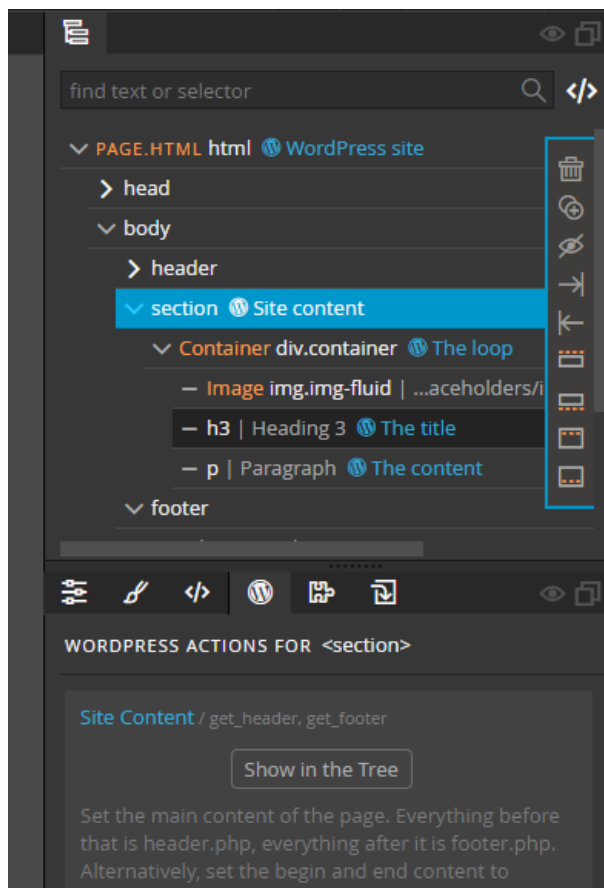 find text or selector </>
PAGE.HTML html WordPress site
head
body
header
section Site content
Container div.container The loop
Image img.img-fluid | ...aceholders/i
h3 | Heading 3 The title
p | Paragraph The content
footer
</>
WORDPRESS ACTIONS FOR <section>
Site Content / get_header, get_footer
Show in the Tree
Set the main content of the page. Everything before
that is header.php, everything after it is footer.php.
Alternatively, set the begin and end content to